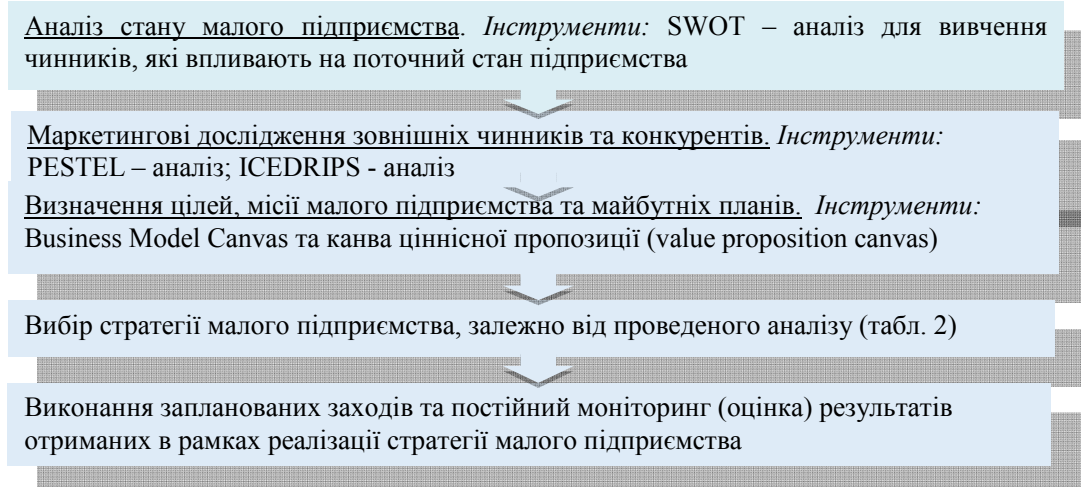 Аналіз стану малого підприємства. Інструменти: SWOT – аналіз для вивчення
чинників, які впливають на поточний стан підприємства
Маркетингові дослідження зовнішніх чинників та конкурентів. Інструменти:
PESTEL – аналіз; ICEDRIPS - аналіз
Визначення цілей, місії малого підприємства та майбутніх планів. Інструменти:
Business Model Canvas та канва ціннісної пропозиції (value proposition canvas)
Вибір стратегії малого підприємства, залежно від проведеного аналізу (табл. 2)
Виконання запланованих заходів та постійний моніторинг (оцінка) результатів
отриманих в рамках реалізації стратегії малого підприємства